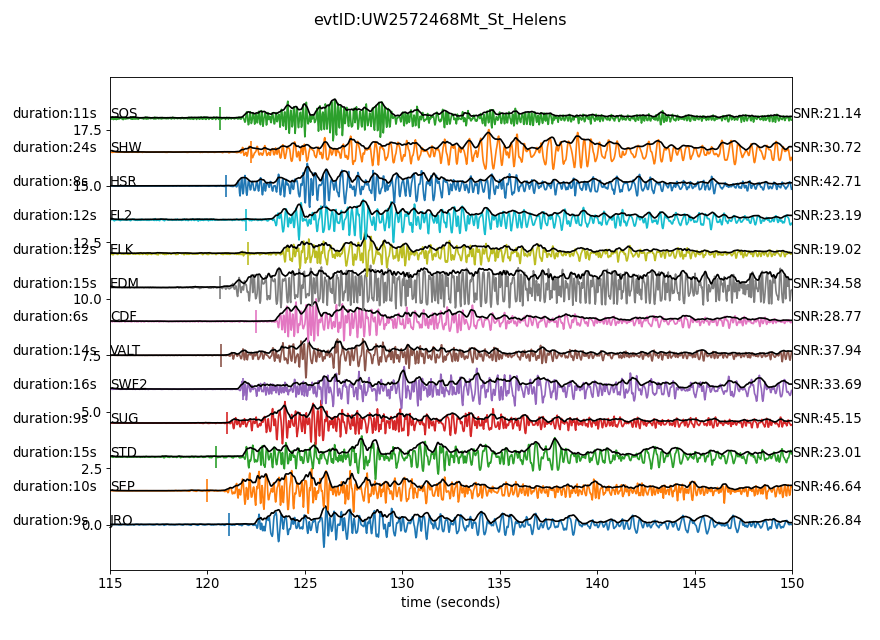 evtID:UW2572468Mt_St_Helens
duration:11s SOS SNR:21.14
17.5
duration:24s SHW SNR:30.72
duration:8s HSR SNR:42.71
15.0
duration:12s FL2 SNR:23.19
12.5
duration:12s ELK SNR:19.02
duration:15s EDM SNR:34.58
10.0
duration:6s CDF SNR:28.77
duration:14s VALT SNR:37.94
7.5
duration:16s SWF2 SNR:33.69
5.0
duration:9s SUG SNR:45.15
duration:15s STD SNR:23.01
2.5
duration:10s SEP SNR:46.64
duration:9s JRO SNR:26.84
0.0
115 120 125 130 135 140 145 150
time (seconds)